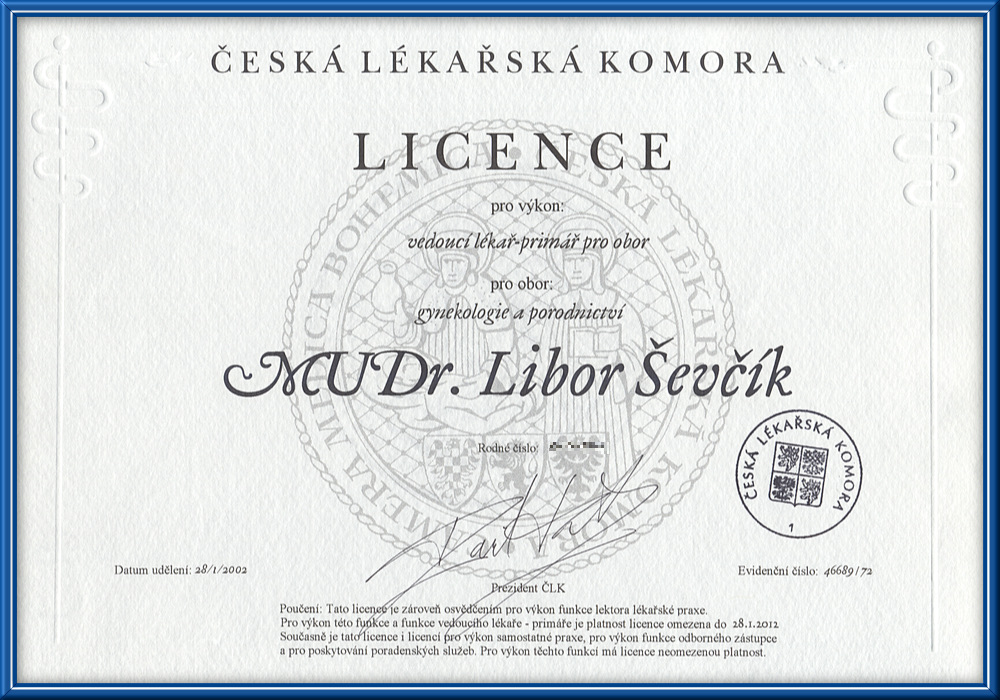 ČESKÁ LÉKAŘSKÁ KOMORA
LICENCE
pro výkon:
vedoucí lékař-primář pro obor
pro obor:
gynekologie a porodnictví
MUDr. Libor Ševčík
Rodné číslo:
ČESKÁ LÉKAŘSKÁ KOMORA
1
Datum udělení: 28/1/2002
Evidenční číslo: 46689/72
Prezident ČLK
Poučení: Tato licence je zároveň osvědčením pro výkon funkce lektora lékařské praxe.
Pro výkon této funkce a funkce vedoucího lékaře - primáře je platnost licence omezena do 28.1.2012
Současně je tato licence i licencí pro výkon samostatné praxe, pro výkon funkce odborného zástupce
a pro poskytování poradenských služeb. Pro výkon těchto funkcí má licence neomezenou platnost.